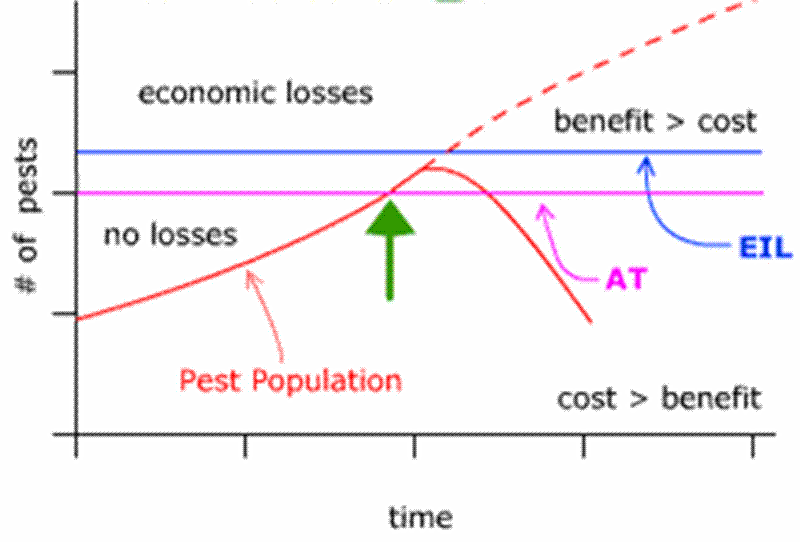 economic losses
benefit > cost
# of pests
no losses
EIL
AT
Pest Population
cost > benefit
time